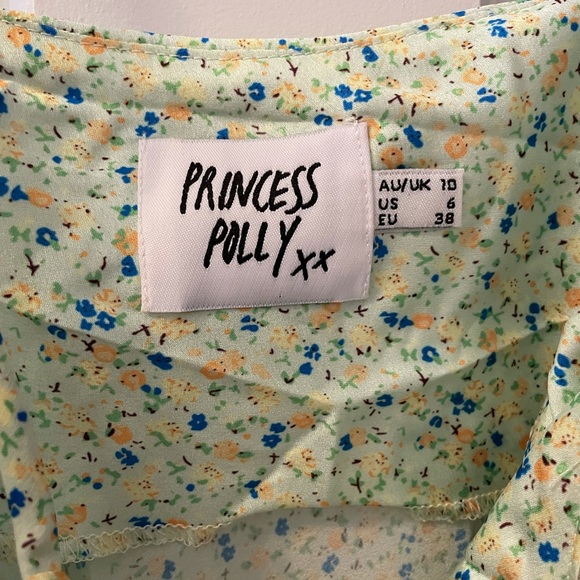 PRINCESS
POLLY xx
AU/UK 10
US 6
EU 38